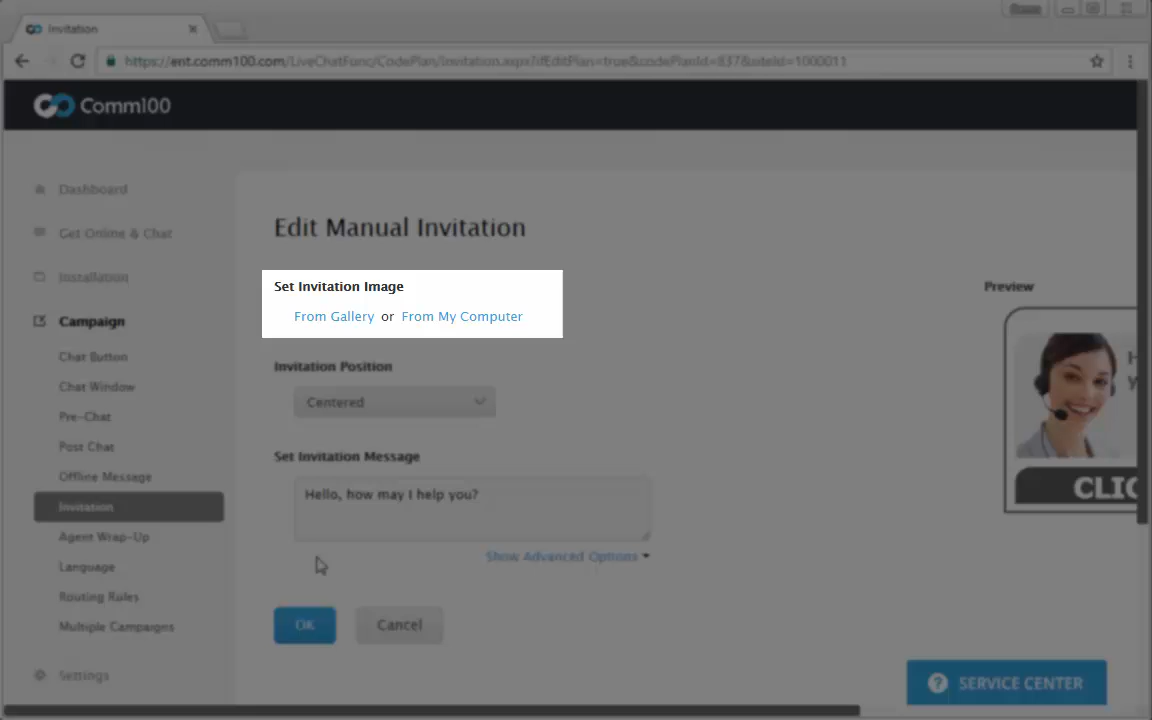 Invitation
https://ent.comm100.com/LiveChatFunc/CodePlan/Invitation.aspx?ifEditPlan=true&codePlanId=837&siteId=1000011
Comm100
Dashboard
Get Online & Chat
Installation
Campaign
Chat Button
Chat Window
Pre-Chat
Post Chat
Offline Message
Invitation
Agent Wrap-Up
Language
Routing Rules
Multiple Campaigns
Settings
Edit Manual Invitation
Set Invitation Image
From Gallery or From My Computer
Invitation Position
Centered
Set Invitation Message
Hello, how may I help you?
Show Advanced Options
OK
Cancel
Preview
CLIC
? SERVICE CENTER